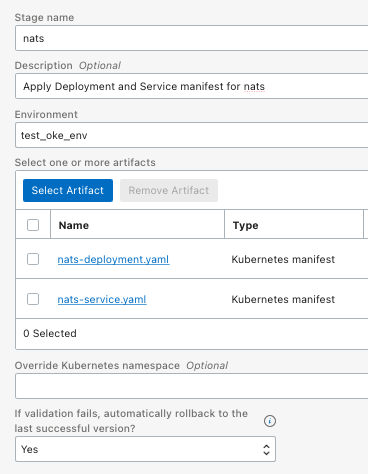 Stage name
nats
Description Optional
Apply Deployment and Service manifest for nats
Environment
test_oke_env
Select one or more artifacts
Select Artifact Remove Artifact
Name Type
nats-deployment.yaml Kubernetes manifest
nats-service.yaml Kubernetes manifest
0 Selected
Override Kubernetes namespace Optional
If validation fails, automatically rollback to the
last successful version?
Yes